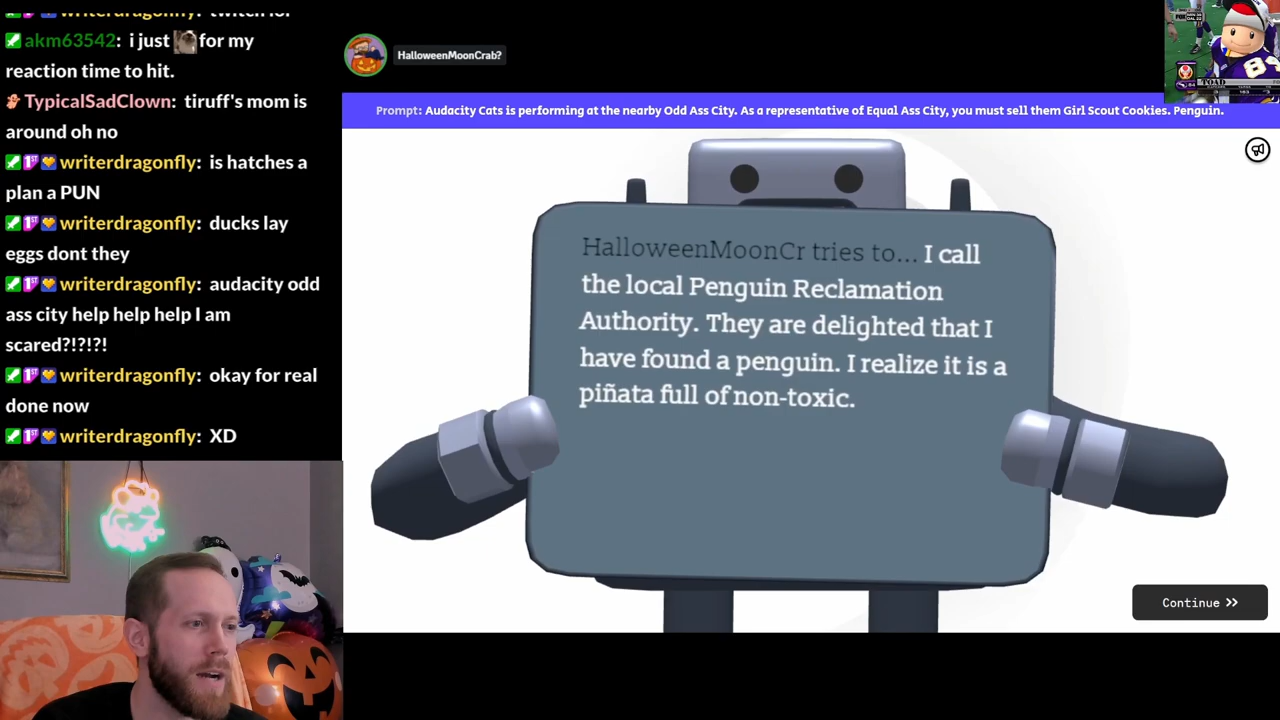 writerdragonfly: twitch lol
akm63542: i just for my
reaction time to hit.
TypicalSadClown: tiruff's mom is
around oh no
writerdragonfly: is hatches a
plan a PUN
writerdragonfly: ducks lay
eggs dont they
writerdragonfly: audacity odd
ass city help help help I am
scared?!?!?!
writerdragonfly: okay for real
done now
writerdragonfly: XD
HalloweenMoonCrab?
Prompt: Audacity Cats is performing at the nearby Odd Ass City. As a representative of Equal Ass City, you must sell them Girl Scout Cookies. Penguin.
HalloweenMoonCr tries to... I call
the local Penguin Reclamation
Authority. They are delighted that I
have found a penguin. I realize it is a
piñata full of non-toxic.
Continue >>
TOAD